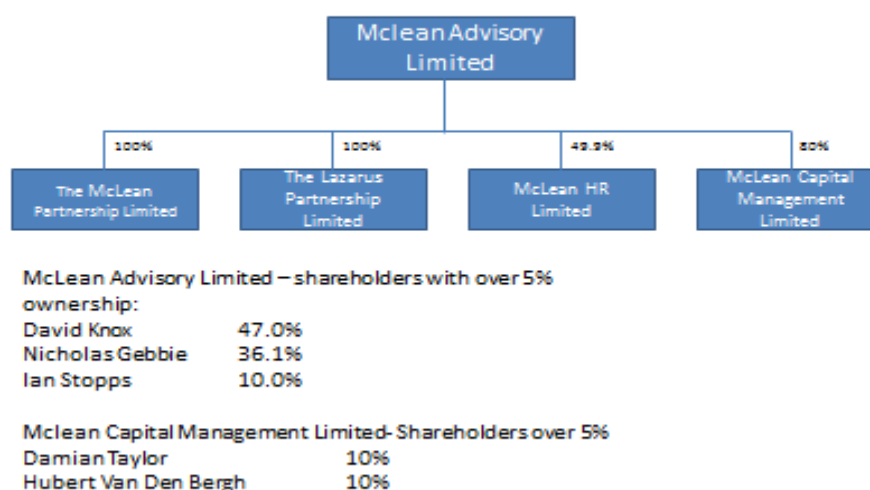 Mclean Advisory
Limited
100%
100%
49.9%
80%
The McLean
Partnership Limited
The Lazarus
Partnership
Limited
McLean HR
Limited
McLean Capital
Management
Limited
McLean Advisory Limited – shareholders with over 5%
ownership:
David Knox 47.0%
Nicholas Gebbie 36.1%
Ian Stopps 10.0%
Mclean Capital Management Limited- Shareholders over 5%
Damian Taylor 10%
Hubert Van Den Bergh 10%